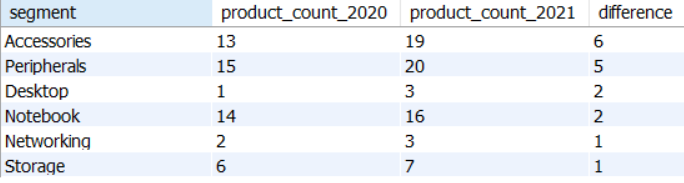 segment product_count_2020 product_count_2021 difference
Accessories 13 19 6
Peripherals 15 20 5
Desktop 1 3 2
Notebook 14 16 2
Networking 2 3 1
Storage 6 7 1